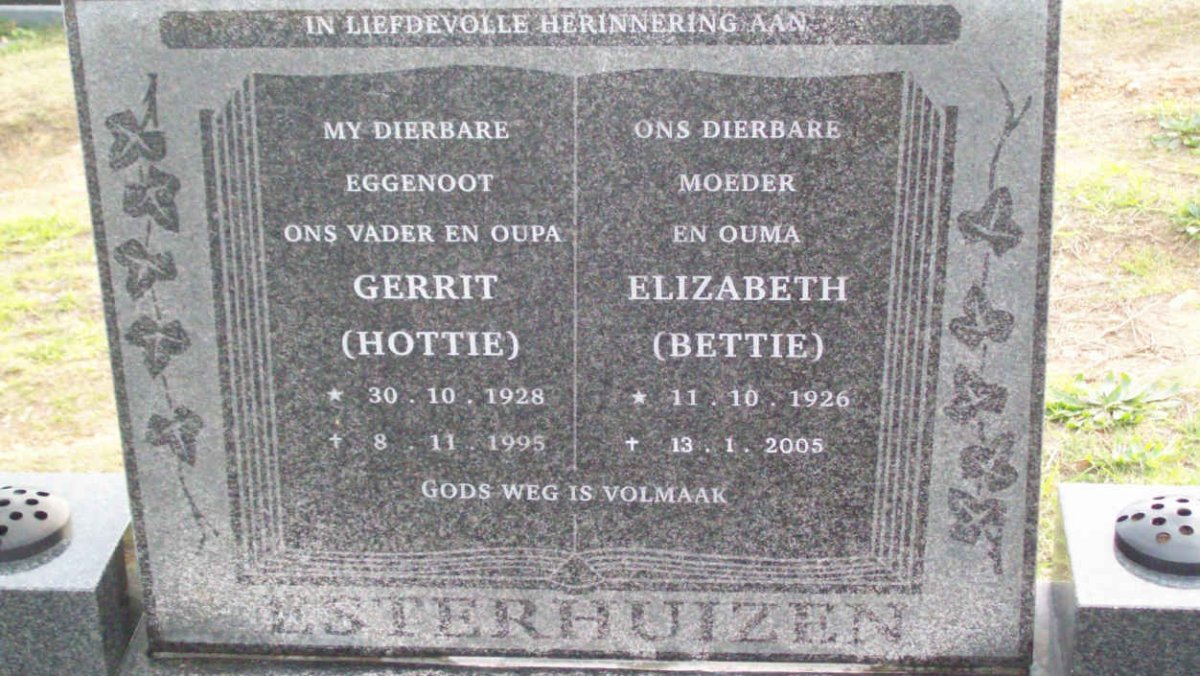 IN LIEFDEVOLLE HERINNERING AAN
MY DIERBARE
EGGENOOT
ONS VADER EN OUPA
GERRIT
(HOTTIE)
★ 30 . 10 . 1928
✝ 8 . 11 . 1995
ONS DIERBARE
MOEDER
EN OUMA
ELIZABETH
(BETTIE)
★ 11 . 10 . 1926
✝ 13 . 1 . 2005
GODS WEG IS VOLMAAK
ESTERHUIZEN